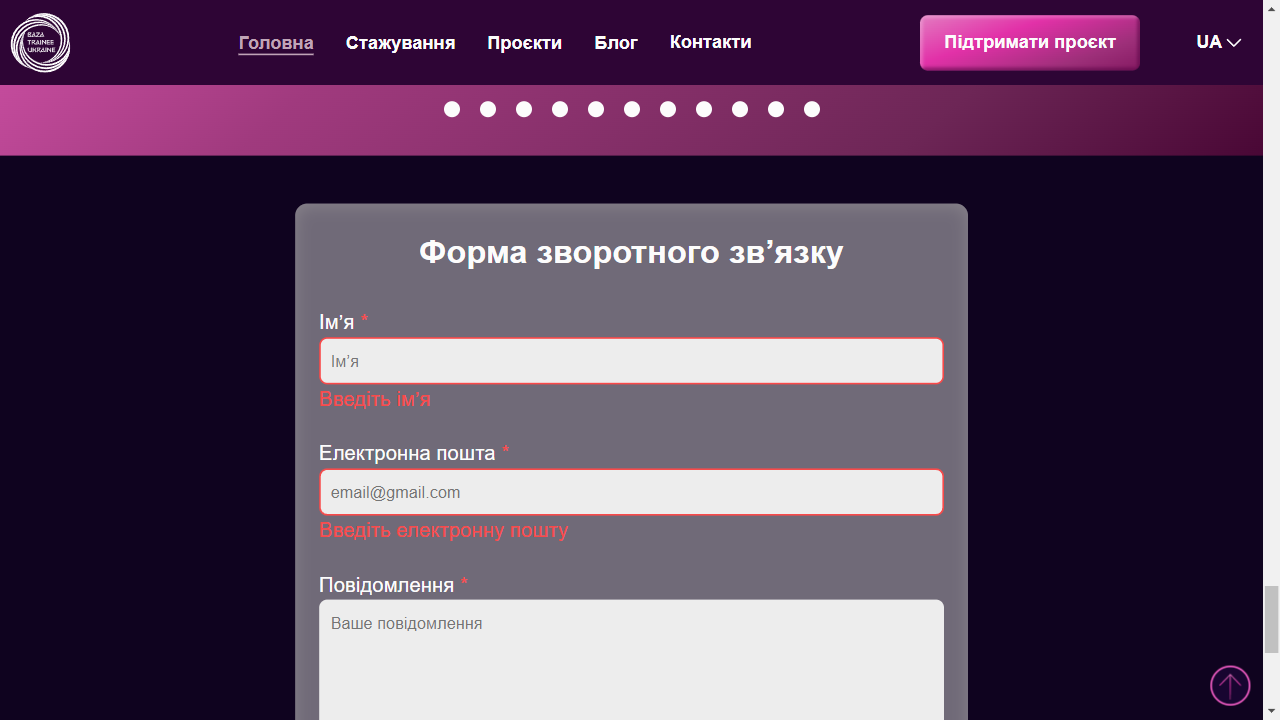 BAZA
TRAINEE
UKRAINE
Головна
Стажування
Проєкти
Блог
Контакти
Підтримати проєкт
UA
Форма зворотного зв’язку
Ім’я *
Ім’я
Введіть ім’я
Електронна пошта *
email@gmail.com
Введіть електронну пошту
Повідомлення *
Ваше повідомлення